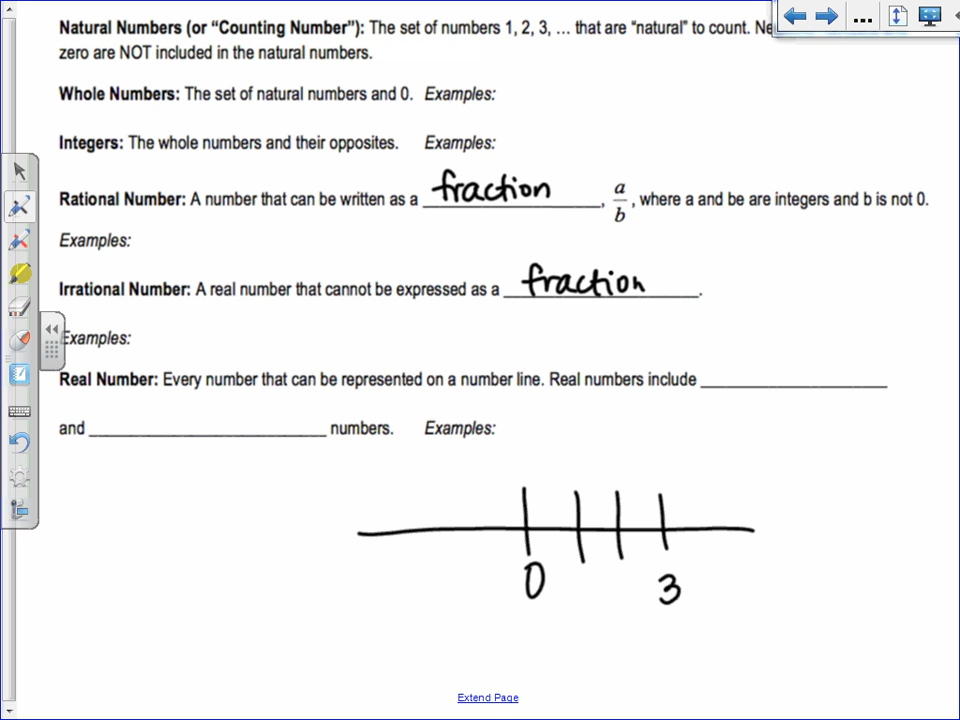 Natural Numbers (or “Counting Number”): The set of numbers 1, 2, 3, … that are “natural” to count.
zero are NOT included in the natural numbers.
Whole Numbers: The set of natural numbers and 0. Examples:
Integers: The whole numbers and their opposites. Examples:
Rational Number: A number that can be written as a fraction, a/b, where a and be are integers and b is not 0.
Examples:
Irrational Number: A real number that cannot be expressed as a fraction.
Examples:
Real Number: Every number that can be represented on a number line. Real numbers include ____________________
and __________________________ numbers. Examples:
0 3
Extend Page